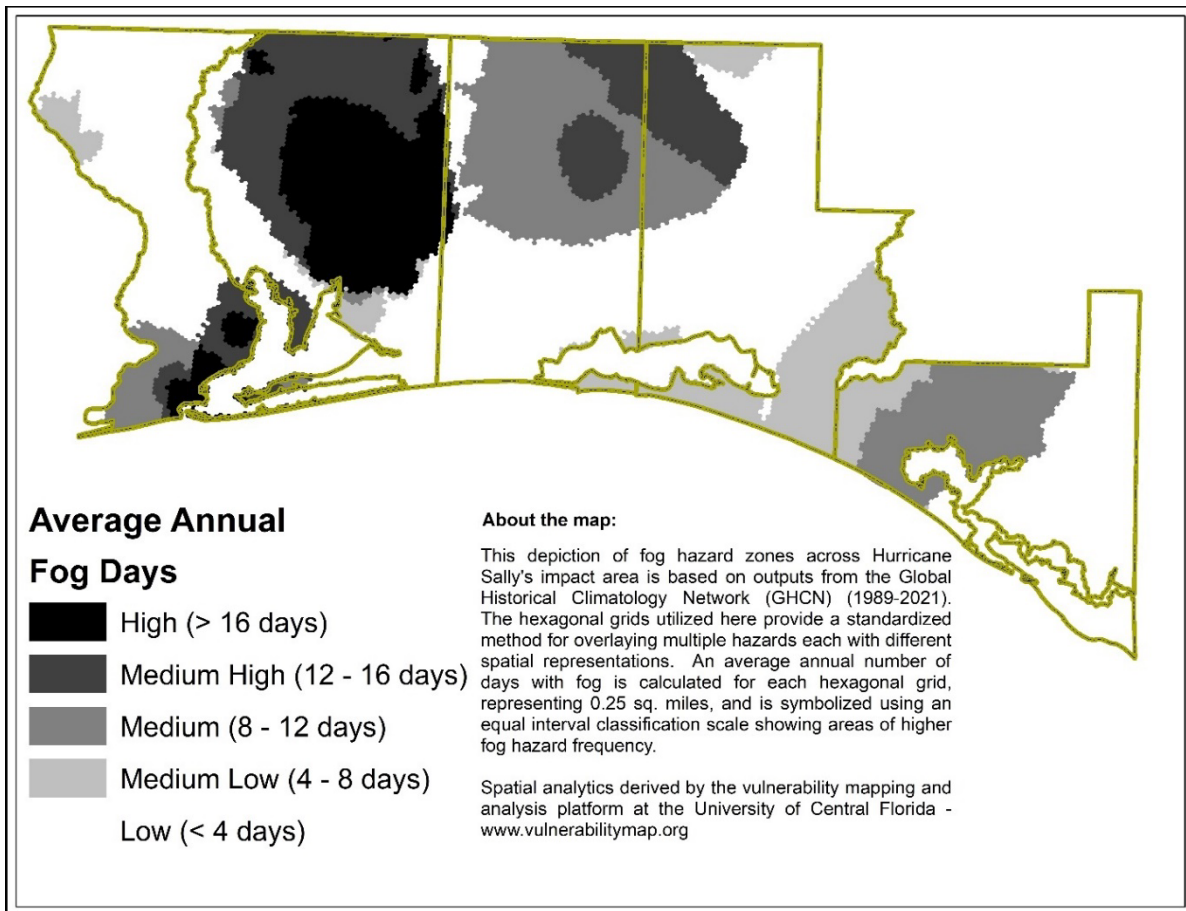 Average Annual
Fog Days
High (> 16 days)
Medium High (12 - 16 days)
Medium (8 - 12 days)
Medium Low (4 - 8 days)
Low (< 4 days)
About the map:
This depiction of fog hazard zones across Hurricane
Sally's impact area is based on outputs from the Global
Historical Climatology Network (GHCN) (1989-2021).
The hexagonal grids utilized here provide a standardized
method for overlaying multiple hazards each with different
spatial representations. An average annual number of
days with fog is calculated for each hexagonal grid,
representing 0.25 sq. miles, and is symbolized using an
equal interval classification scale showing areas of higher
fog hazard frequency.
Spatial analytics derived by the vulnerability mapping and
analysis platform at the University of Central Florida -
www.vulnerabilitymap.org